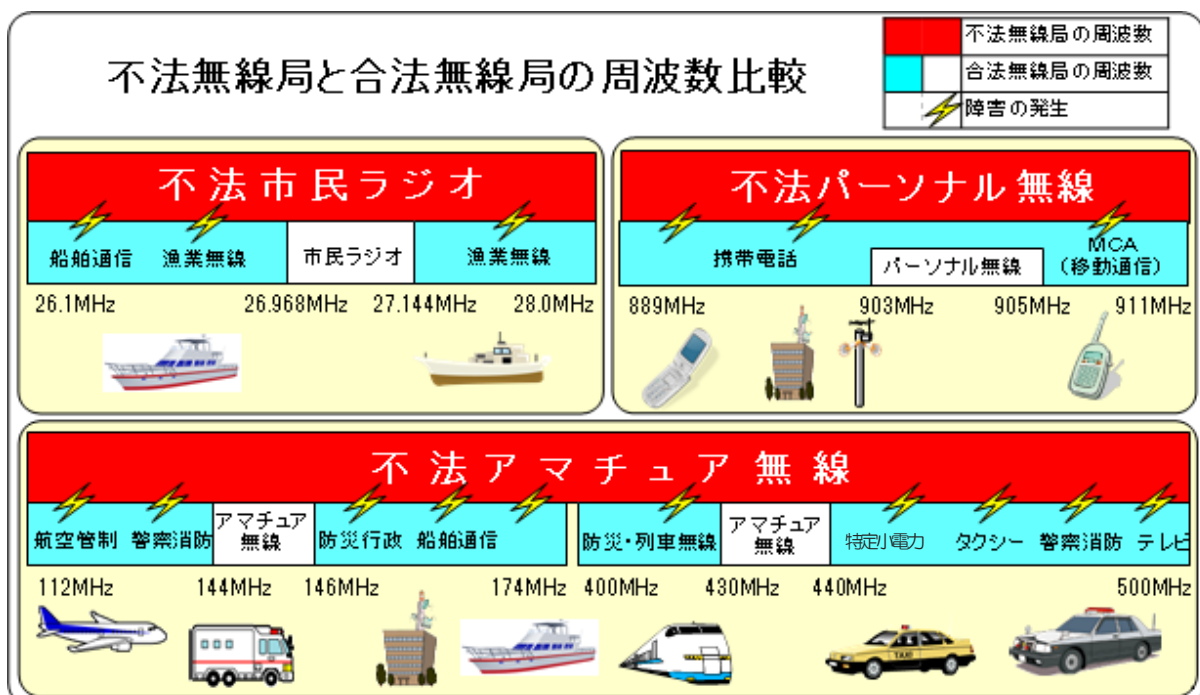 不法無線局と合法無線局の周波数比較
不法無線局の周波数
合法無線局の周波数
障害の発生
不法市民ラジオ
船舶通信 漁業無線 市民ラジオ 漁業無線
26.1MHz 26.968MHz 27.144MHz 28.0MHz
不法パーソナル無線
携帯電話 パーソナル無線 MCA
(移動通信)
889MHz 903MHz 905MHz 911MHz
不法アマチュア無線
航空管制 警察消防 アマチュア
無線 防災行政 船舶通信 防災・列車無線 アマチュア
無線 特定小電力 タクシー 警察消防 テレビ
112MHz 144MHz 146MHz 174MHz 400MHz 430MHz 440MHz 500MHz
TAXI